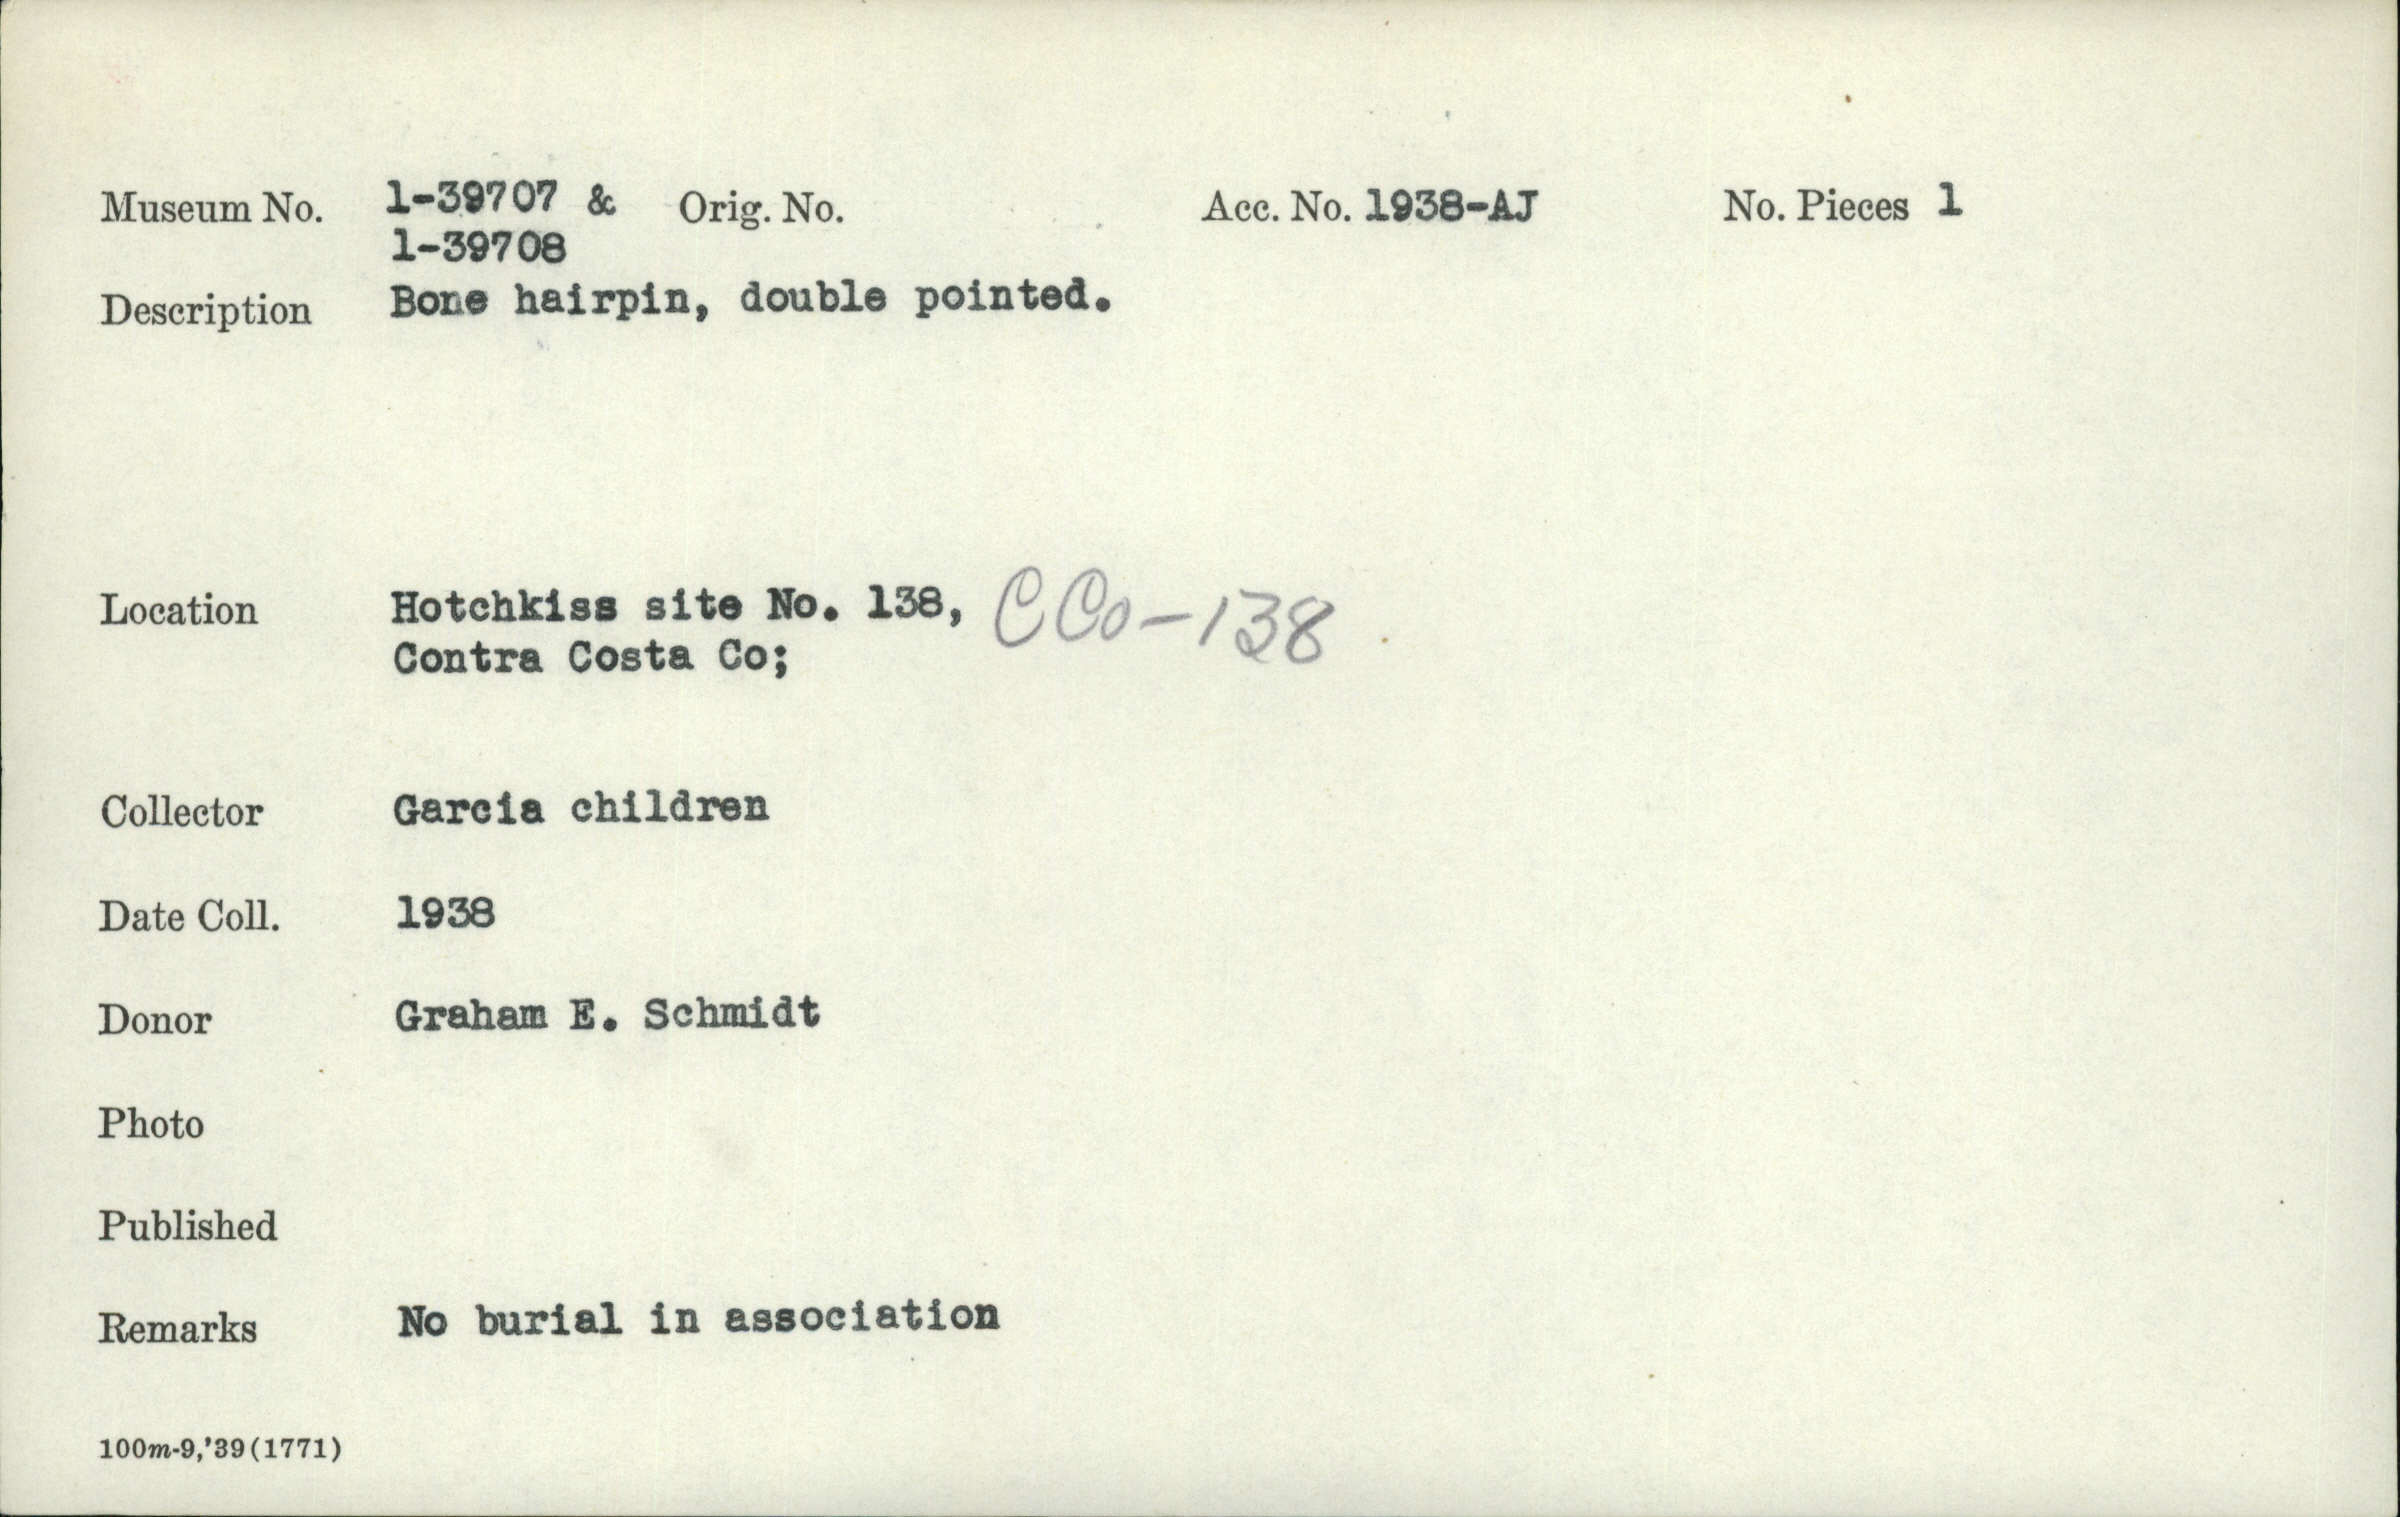 Museum No. 1-39707 & Orig. No. Acc. No. 1938-AJ No. Pieces 1
1-39708
Description Bone hairpin, double pointed.
Location Hotchkiss site No. 138, CCo-138
Contra Costa Co;
Collector Garcia children
Date Coll. 1938
Donor Graham E. Schmidt
Photo
Published
Remarks No burial in association
100m-9,'39(1771)